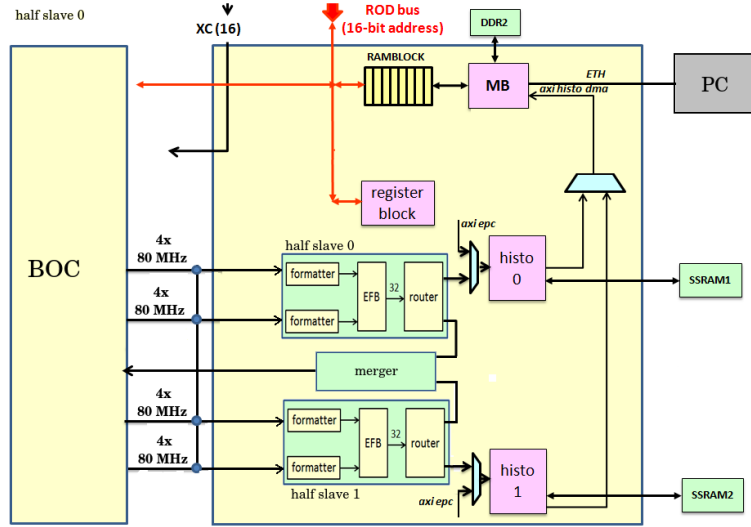 half slave 0
XC (16)
ROD bus
(16-bit address)
DDR2
RAMBLOCK
MB
ETH
axi histo dma
PC
register
block
BOC
4x
80 MHz
4x
80 MHz
4x
80 MHz
4x
80 MHz
half slave 0
formatter
formatter
EFB
32
router
axi epc
histo
0
SSRAM1
merger
formatter
formatter
EFB
32
router
half slave 1
axi epc
histo
1
SSRAM2